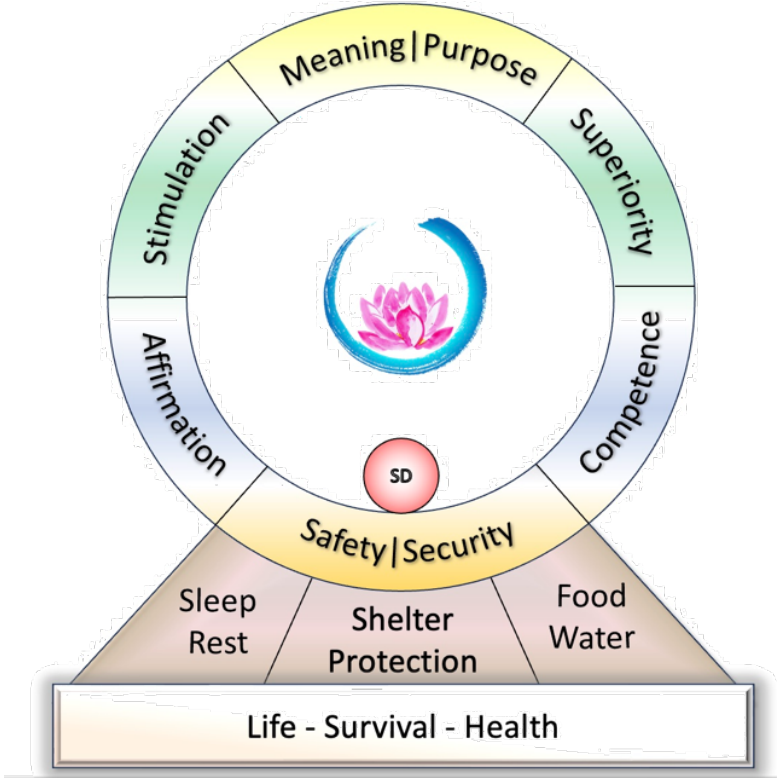 Meaning|Purpose
Stimulation
Superiority
Affirmation
Competence
SD
Safety|Security
Sleep
Rest
Shelter
Protection
Food
Water
Life - Survival - Health